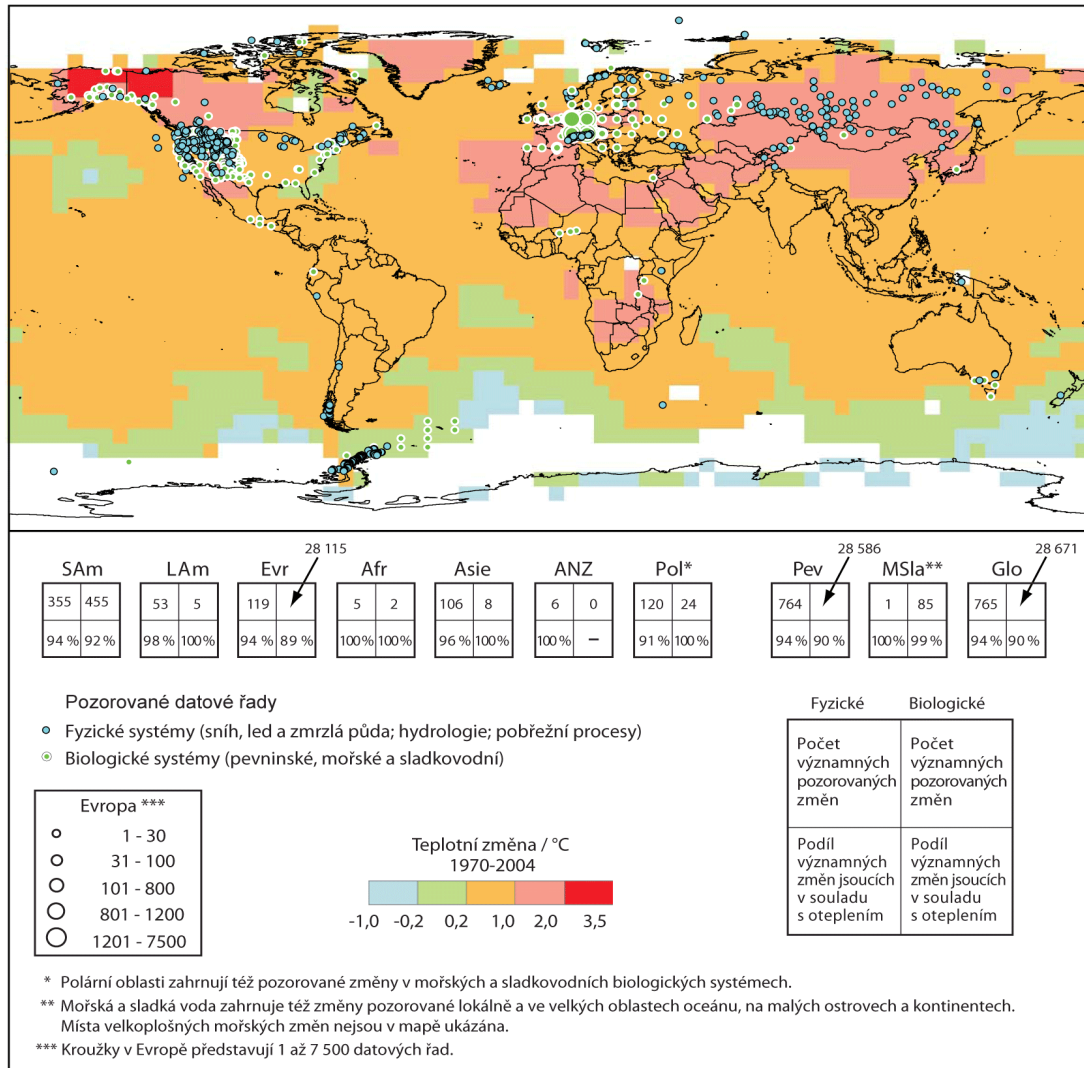 28 115
28 586
28 671
SAm LAm Evr Afr Asie ANZ Pol* Pev MSla** Glo
355 455 53 5 119 5 2 106 8 6 0 120 24 764 1 85 765
94 % 92 % 98 % 100% 94 % 89 % 100% 100% 96 % 100% 100% – 91 % 100% 94 % 90 % 100% 99% 94 % 90 %
Pozorované datové řady
Fyzické systémy (sníh, led a zmrzlá půda; hydrologie; pobřežní procesy)
Biologické systémy (pevninské, mořské a sladkovodní)
Evropa ***
1 - 30
31 - 100
101 - 800
801 - 1200
1201 - 7500
Teplotní změna / °C
1970-2004
-1,0 -0,2 0,2 1,0 2,0 3,5
Fyzické Biologické
Počet
významných
pozorovaných
změn
Počet
významných
pozorovaných
změn
Podíl
významných
změn jsoucích
v souladu
s oteplením
Podíl
významných
změn jsoucích
v souladu
s oteplením
* Polární oblasti zahrnují též pozorované změny v mořských a sladkovodních biologických systémech.
** Mořská a sladká voda zahrnuje též změny pozorované lokálně a ve velkých oblastech oceánu, na malých ostrovech a kontinentech.
Místa velkoplošných mořských změn nejsou v mapě ukázána.
*** Kroužky v Evropě představují 1 až 7 500 datových řad.